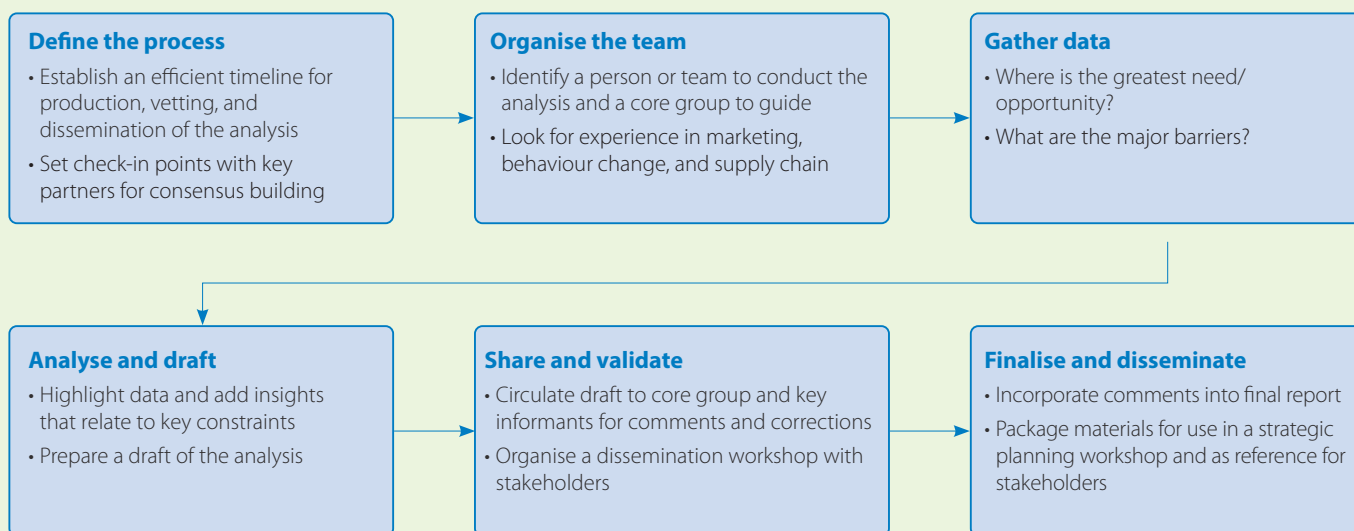 Define the process
• Establish an efficient timeline for
production, vetting, and
dissemination of the analysis
• Set check-in points with key
partners for consensus building
Organise the team
• Identify a person or team to conduct the
analysis and a core group to guide
• Look for experience in marketing,
behaviour change, and supply chain
Gather data
• Where is the greatest need/
opportunity?
• What are the major barriers?
Analyse and draft
• Highlight data and add insights
that relate to key constraints
• Prepare a draft of the analysis
Share and validate
• Circulate draft to core group and key
informants for comments and corrections
• Organise a dissemination workshop with
stakeholders
Finalise and disseminate
• Incorporate comments into final report
• Package materials for use in a strategic
planning workshop and as reference for
stakeholders